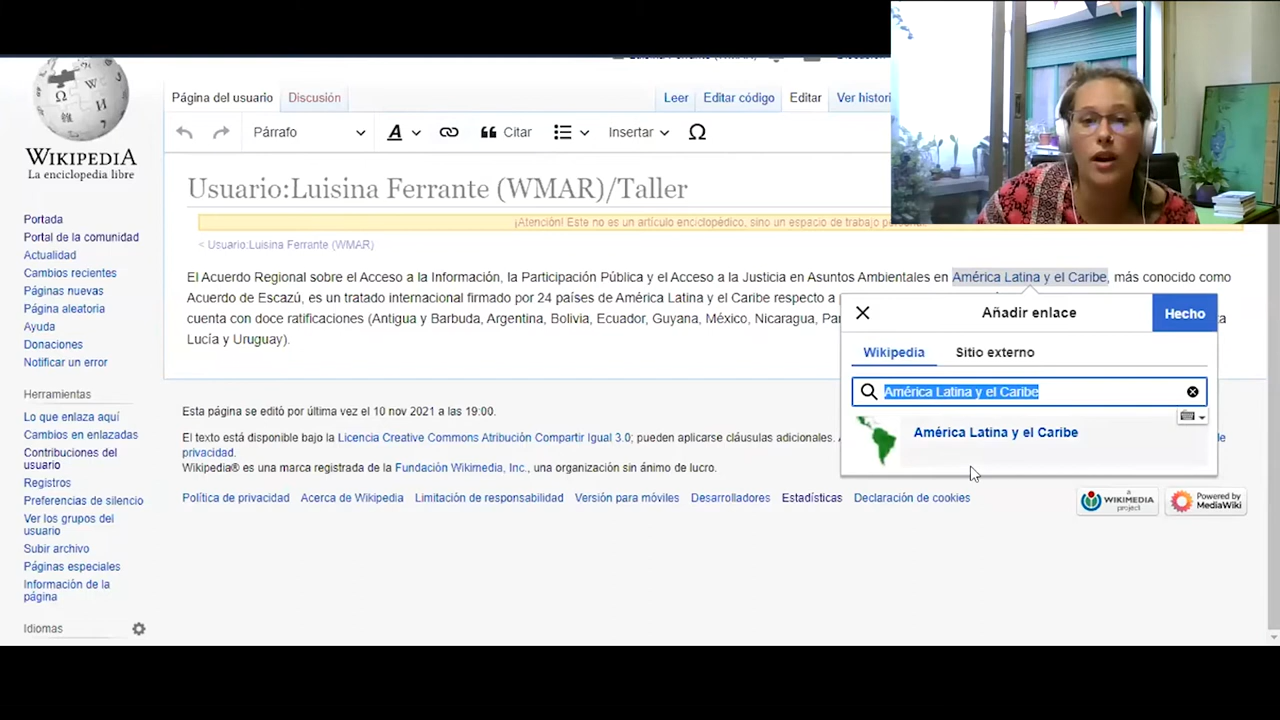 Página del usuario Discusión Leer Editar código Editar Ver histori
Párrafo A Citar Insertar Ω
WIKIPEDIA
La enciclopedia libre
Usuario:Luisina Ferrante (WMAR)/Taller
¡Atención! Este no es un artículo enciclopédico, sino un espacio de trabajo
< Usuario:Luisina Ferrante (WMAR)
El Acuerdo Regional sobre el Acceso a la Información, la Participación Pública y el Acceso a la Justicia en Asuntos Ambientales en América Latina y el Caribe, más conocido como
Acuerdo de Escazú, es un tratado internacional firmado por 24 países de América Latina y el Caribe respecto a
cuenta con doce ratificaciones (Antigua y Barbuda, Argentina, Bolivia, Ecuador, Guyana, México, Nicaragua,
Lucía y Uruguay).
Añadir enlace Hecho
Wikipedia Sitio externo
América Latina y el Caribe
América Latina y el Caribe
Portada
Portal de la comunidad
Actualidad
Cambios recientes
Páginas nuevas
Página aleatoria
Ayuda
Donaciones
Notificar un error
Herramientas
Lo que enlaza aquí
Cambios en enlazadas
Contribuciones del
usuario
Registros
Preferencias de silencio
Ver los grupos del
usuario
Subir archivo
Páginas especiales
Información de la
página
Idiomas
Esta página se editó por última vez el 10 nov 2021 a las 19:00.
El texto está disponible bajo la Licencia Creative Commons Atribución Compartir Igual 3.0; pueden aplicarse cláusulas adicionales.
privacidad.
Wikipedia® es una marca registrada de la Fundación Wikimedia, Inc., una organización sin ánimo de lucro.
Política de privacidad Acerca de Wikipedia Limitación de responsabilidad Versión para móviles Desarrolladores Estadísticas Declaración de cookies
a
WIKIMEDIA
project
Powered by
MediaWiki